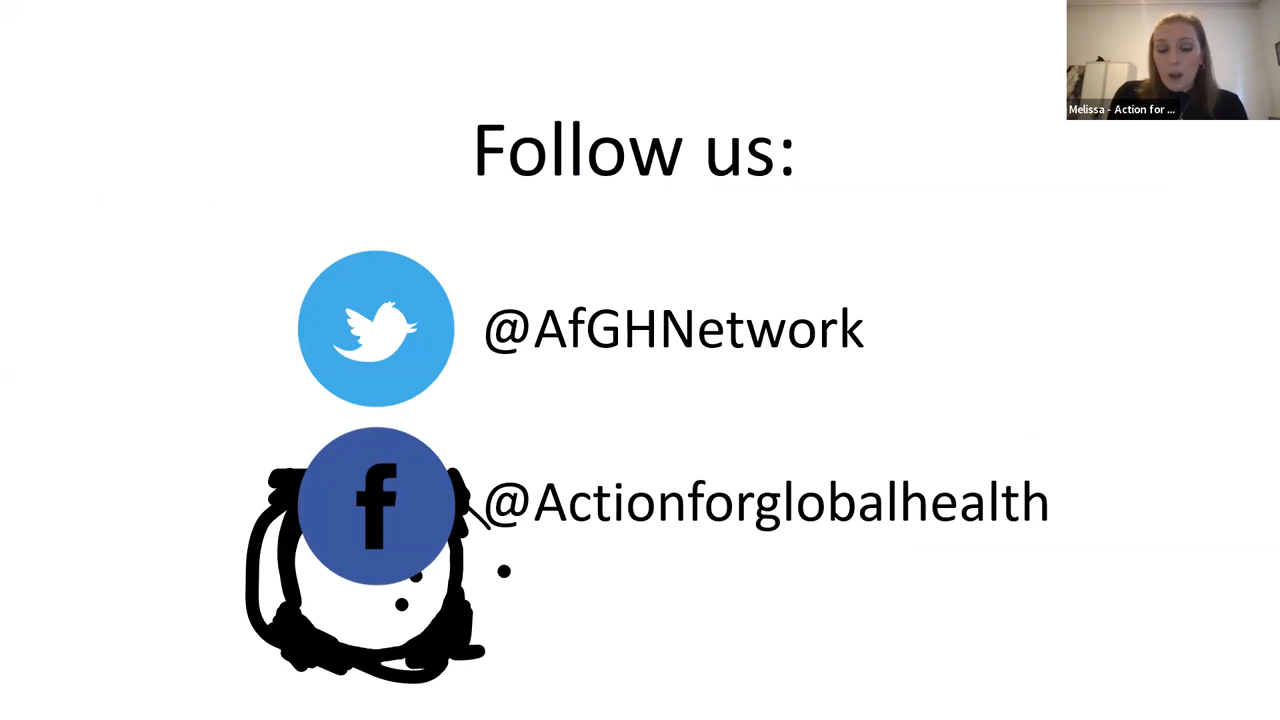 Follow us:
@AfGHNetwork
f
@Actionforglobalhealth
Melissa - Action for ...